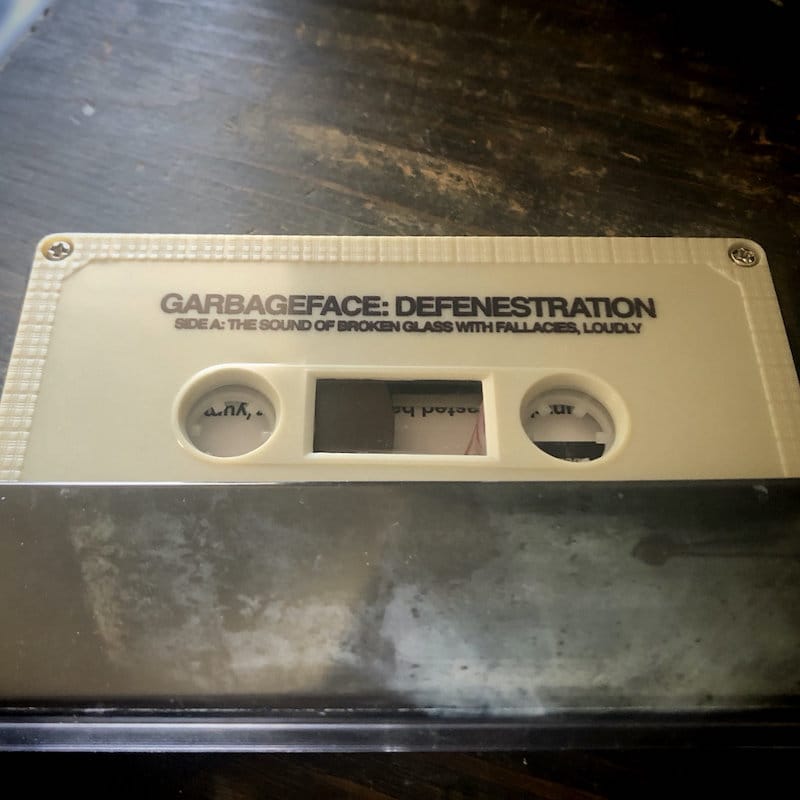 GARBAGEFACE: DEFENESTRATION
SIDE A: THE SOUND OF BROKEN GLASS WITH FALLACIES, LOUDLY